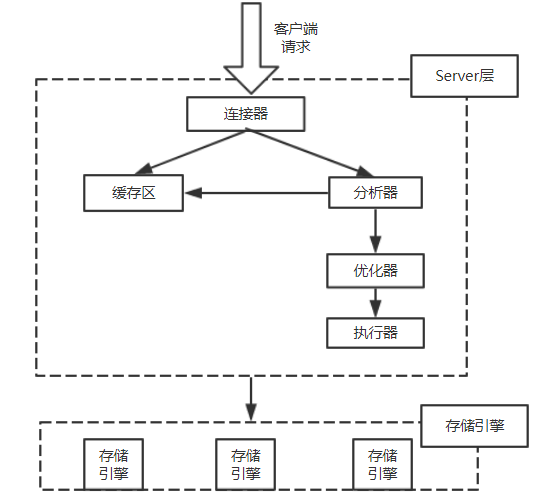 客户端
请求
Server层
连接器
缓存区
分析器
优化器
执行器
存储引擎
存储
引擎
存储
引擎
存储
引擎